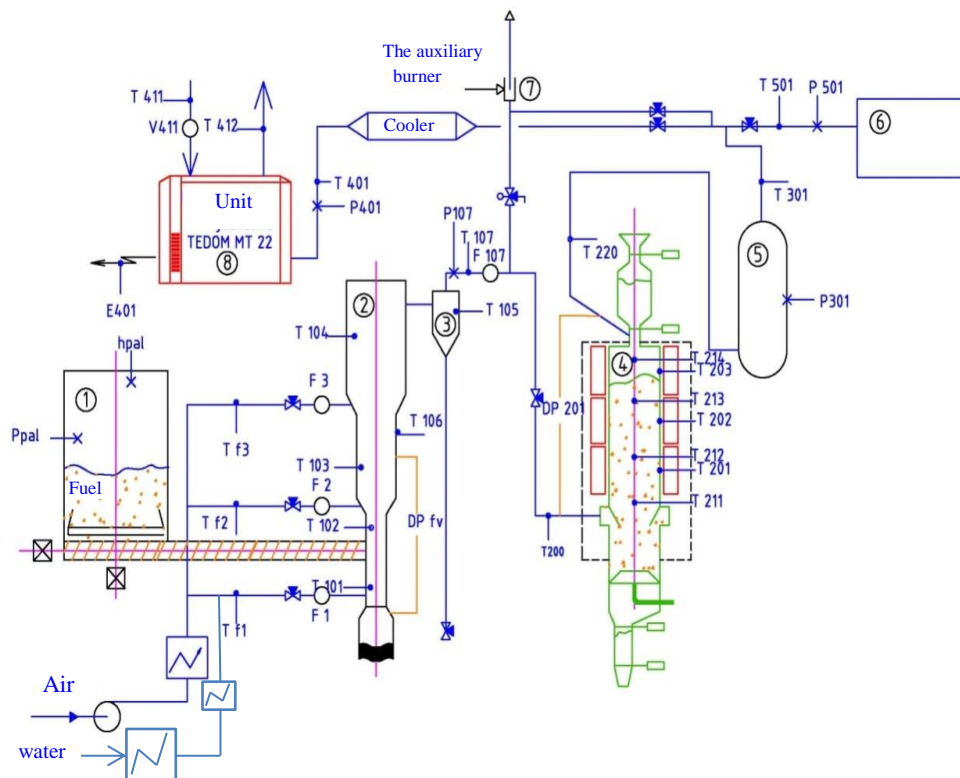 The auxiliary
burner
7
T 411
V411
T 412
Cooler
T 501
P 501
6
Unit
TEDOM MT 22
8
T 401
P401
E401
P107
T 107
F 107
T 301
T 220
5
P301
2
3
T 105
T 104
hpal
1
Ppal
Fuel
F 3
T f3
T 106
T 103
F 2
T f2
T 102
DP fv
T 101
F 1
T f1
DP 201
4
T 214
T 203
T 213
T 202
T 212
T 201
T 211
T200
Air
water